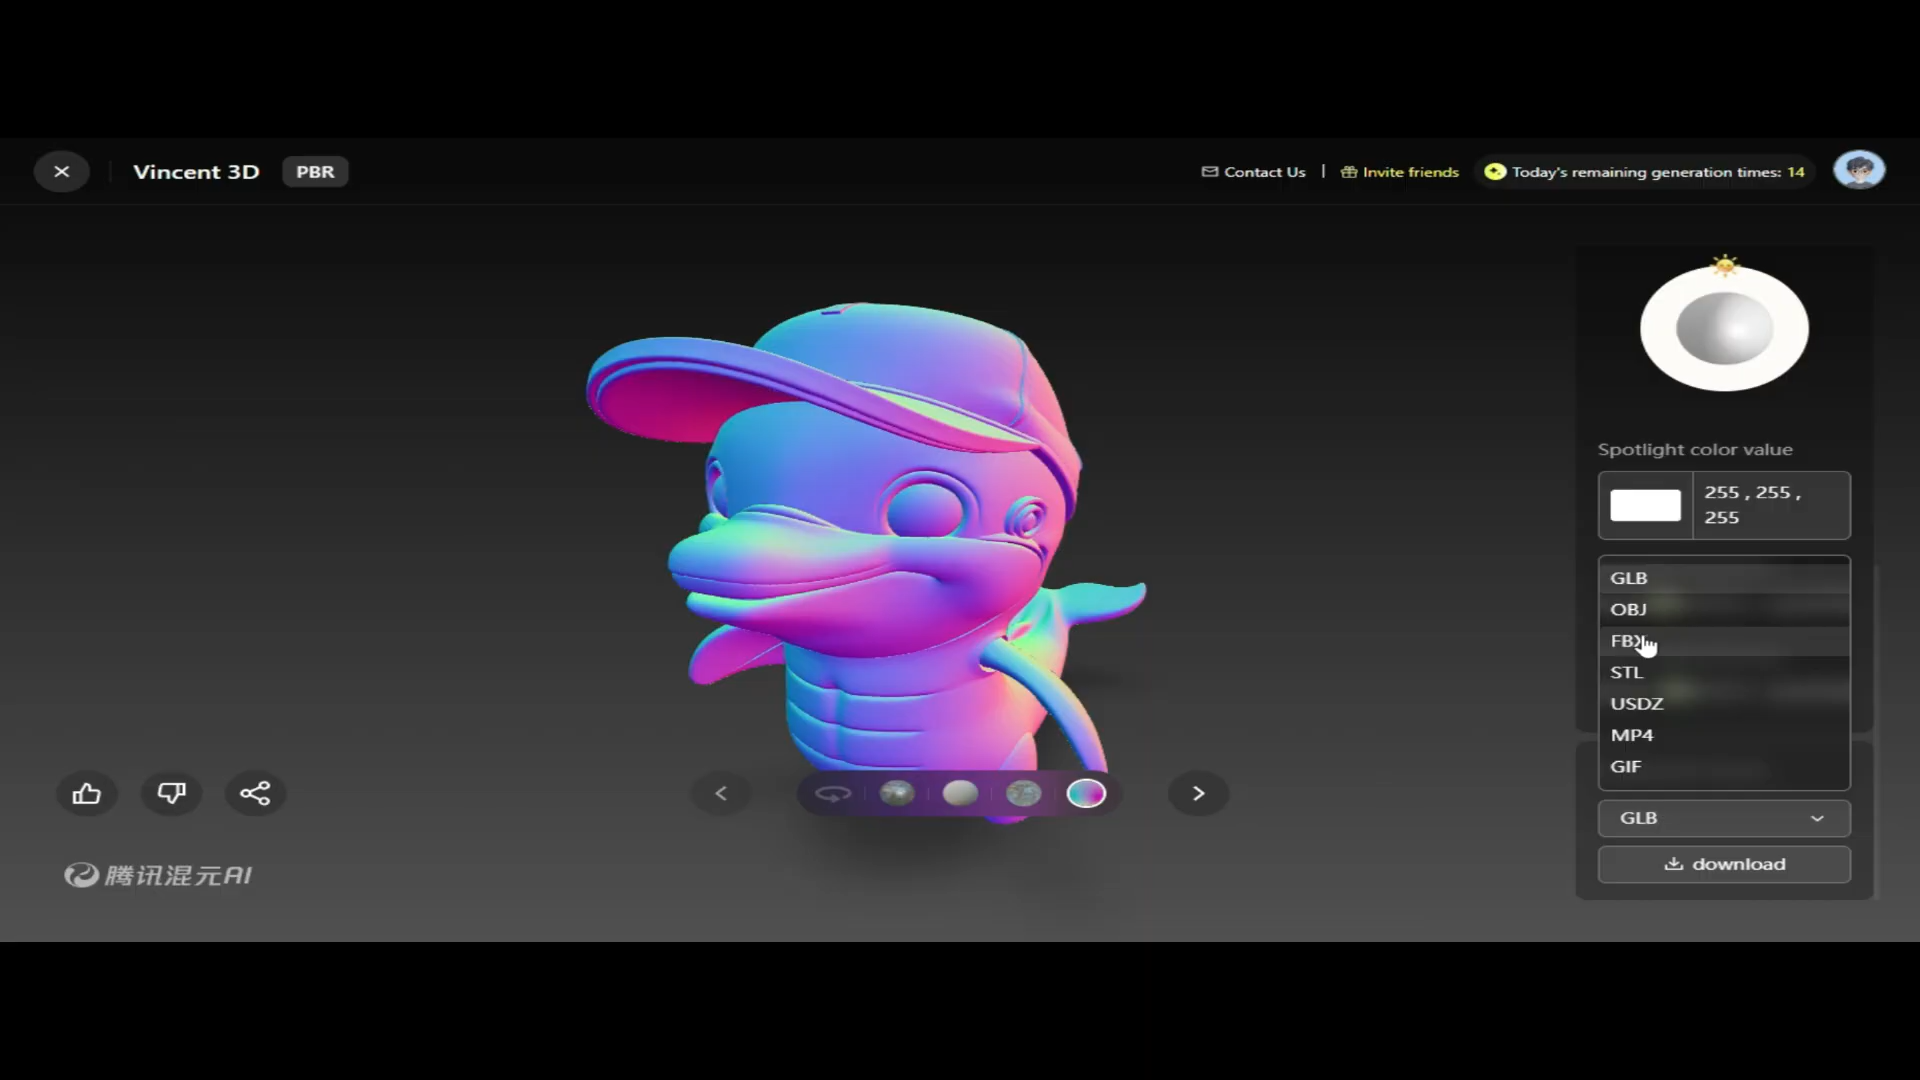 Vincent 3D
PBR
Contact Us | Invite friends
Today's remaining generation times: 14
Spotlight color value
255 , 255 ,
255
GLB
OBJ
FBX
STL
USDZ
MP4
GIF
GLB
download
腾讯混元AI